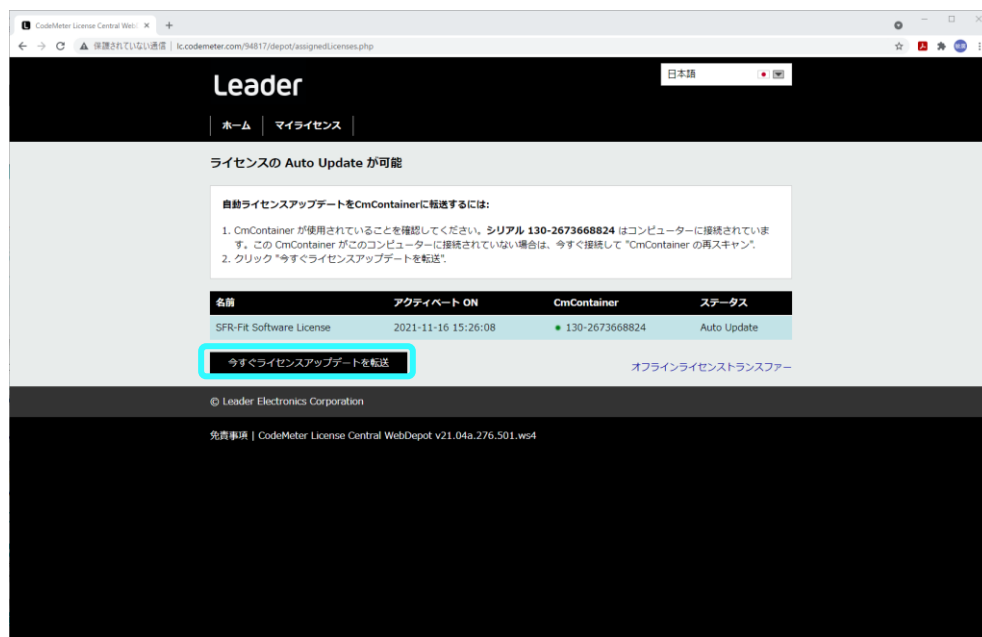 CodeMeter License Central Web
保護されていない通信 | lc.codemeter.com/94817/depot/assignedLicenses.php
Leader
日本語
ホーム マイライセンス
ライセンスの Auto Update が可能
自動ライセンスアップデートをCmContainerに転送するには:
1. CmContainer が使用されていることを確認してください。シリアル 130-2673668824 はコンピューターに接続されていま
す。この CmContainer がこのコンピューターに接続されていない場合は、今すぐ接続して "CmContainer の再スキャン".
2. クリック "今すぐライセンスアップデートを転送".
名前 アクティベート ON CmContainer ステータス
SFR-Fit Software License 2021-11-16 15:26:08 130-2673668824 Auto Update
今すぐライセンスアップデートを転送
オフラインライセンストランスファー
© Leader Electronics Corporation
免責事項 | CodeMeter License Central WebDepot v21.04a.276.501.ws4